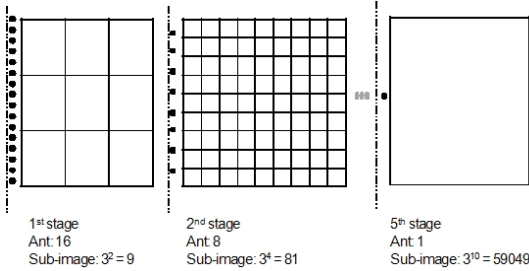 1st stage
Ant: 16
Sub-image: 3² = 9
2nd stage
Ant: 8
Sub-image: 3⁴ = 81
5th stage
Ant: 1
Sub-image: 3¹⁰ = 59049